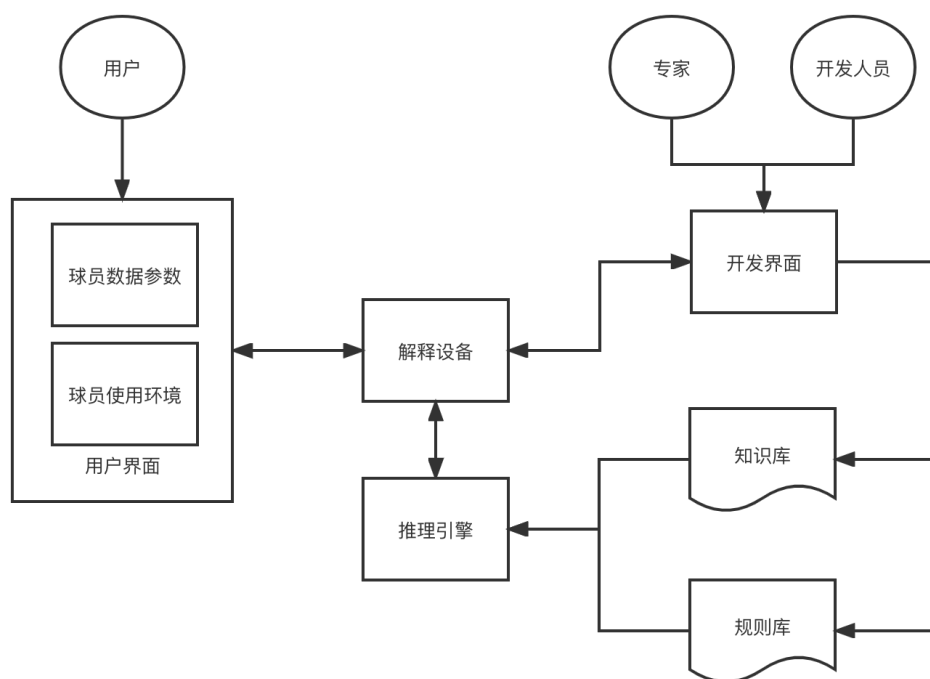 用户
专家
开发人员
球员数据参数
开发界面
解释设备
球员使用环境
用户界面
知识库
推理引擎
规则库